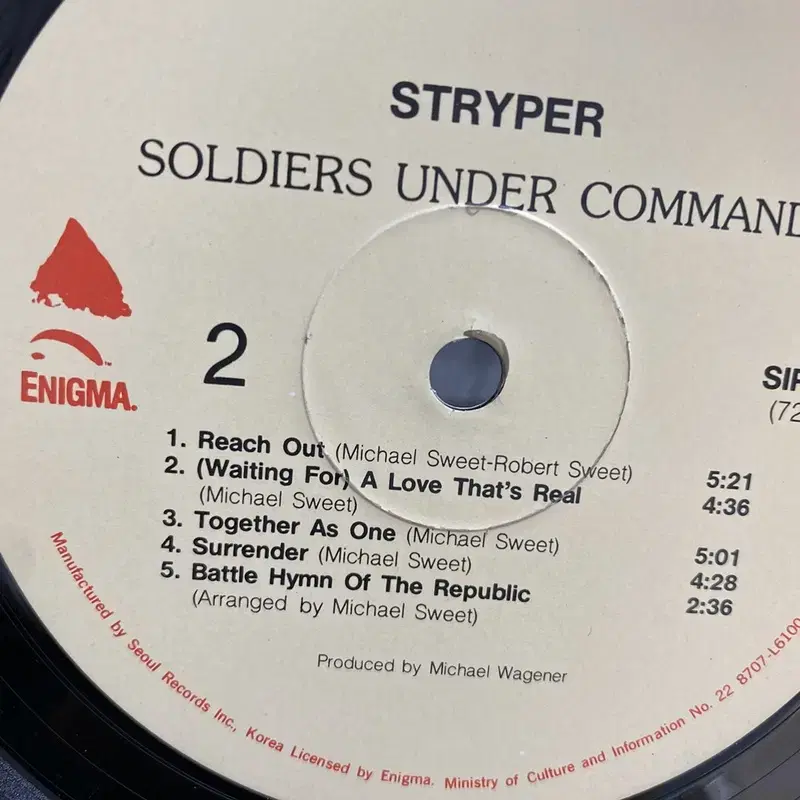 STRYPER
SOLDIERS UNDER COMMAND
ENIGMA.
2
SIP
(72
1. Reach Out (Michael Sweet-Robert Sweet) 5:21
2. (Waiting For) A Love That's Real 4:36
(Michael Sweet)
3. Together As One (Michael Sweet) 5:01
4. Surrender (Michael Sweet) 4:28
5. Battle Hymn Of The Republic 2:36
(Arranged by Michael Sweet)
Produced by Michael Wagener
Manufactured by Seoul Records Inc., Korea Licensed by Enigma. Ministry of Culture and Information No. 22 8707-L6100